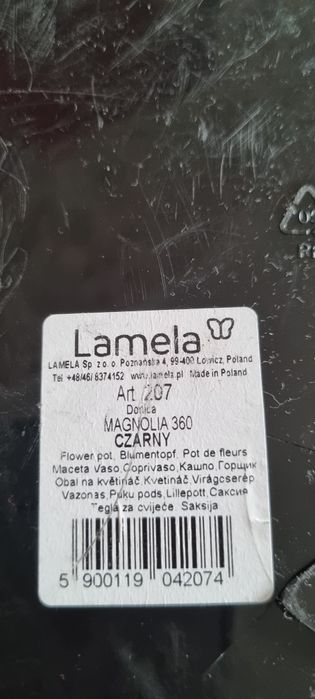 Lamela
LAMELA Sp. z o. o. Poznańska 4, 99-400 Łowicz, Poland
Tel. +48/46/ 8374152 www.lamela.pl Made in Poland
Art. 207
Donica
MAGNOLIA 360
CZARNY
Flower pot, Blumentopf, Pot de fleurs
Maceta Vaso, Coprivaso, Кашпо, Горщик
Obal na květináč, Kvetináč, Virágcserép
Vazonas, Puķu pods, Lillepott, Саксия
Tegla za cvijeće Saksija
5 900119 042074